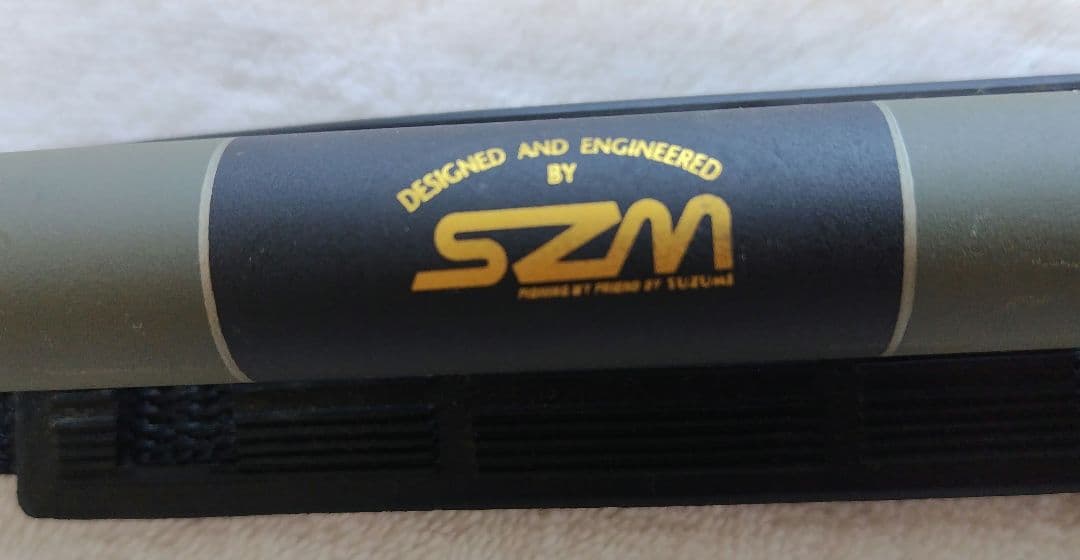 DESIGNED AND ENGINEERED
BY
SZM
FISHING BY FRIEND BY SUZUMI